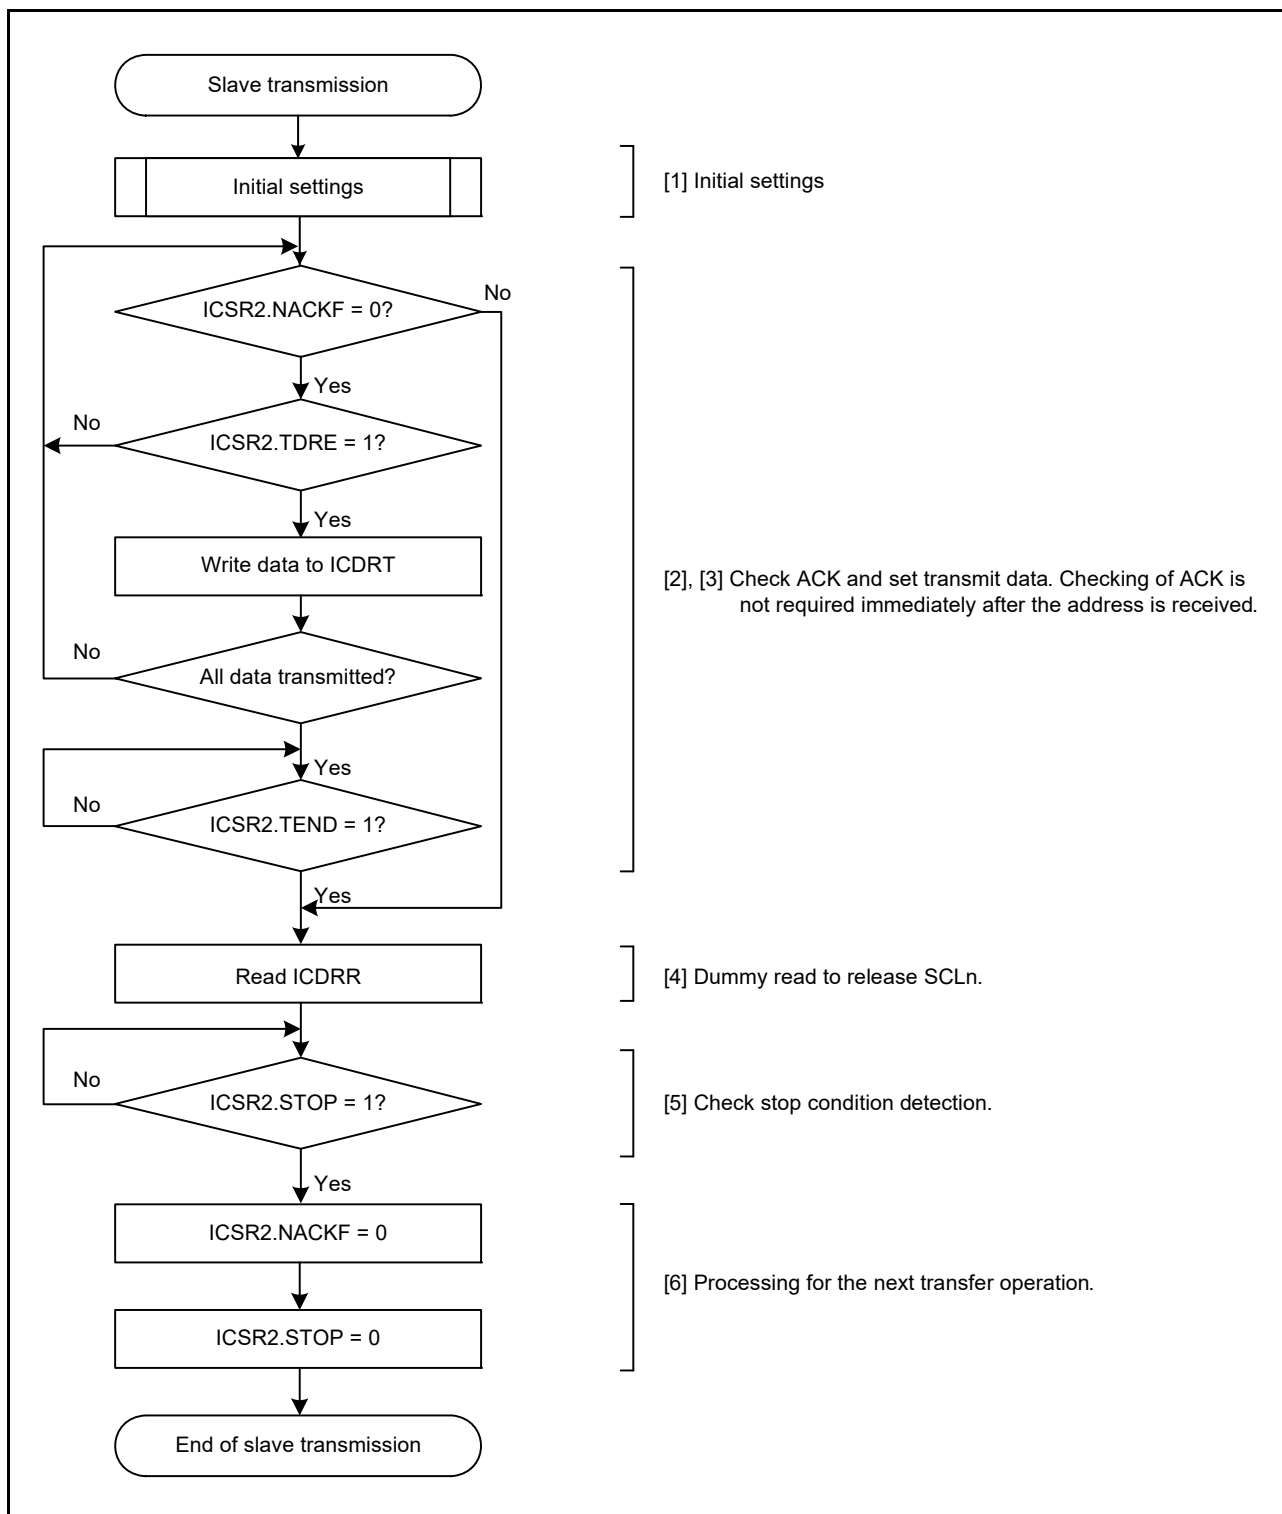 Slave transmission
Initial settings
[1] Initial settings
ICSR2.NACKF = 0?
No
Yes
No
ICSR2.TDRE = 1?
Yes
Write data to ICDRT
[2], [3] Check ACK and set transmit data. Checking of ACK is
not required immediately after the address is received.
No
All data transmitted?
Yes
No
ICSR2.TEND = 1?
Yes
Read ICDRR
[4] Dummy read to release SCLn.
No
ICSR2.STOP = 1?
[5] Check stop condition detection.
Yes
ICSR2.NACKF = 0
[6] Processing for the next transfer operation.
ICSR2.STOP = 0
End of slave transmission